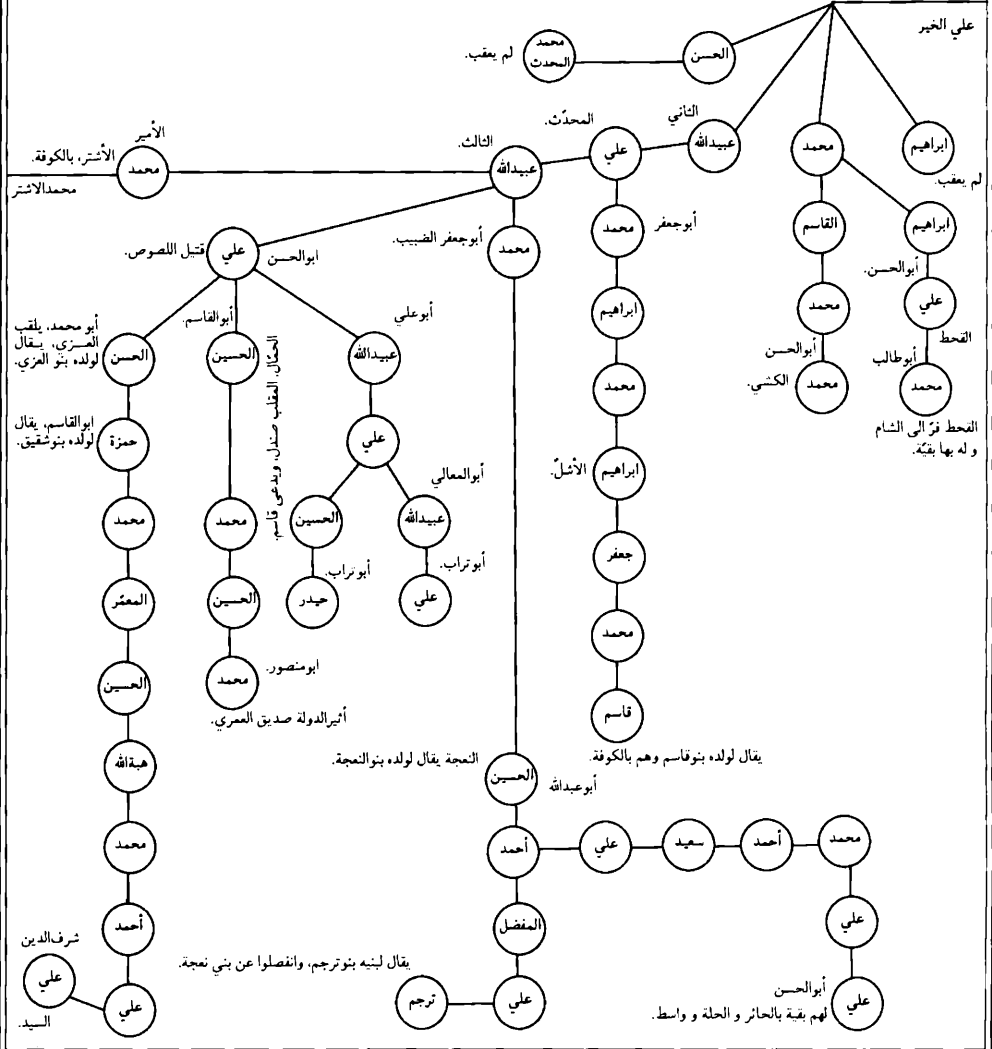 علي الخير
الحسن
محمد
المحدث
لم يعقب.
ابراهيم
لم يعقب.
محمد
الثاني
عبيدالله
المحدّث.
علي
الثالث.
عبيدالله
الأمير
الأشتر، بالكوفة.
محمد
محمدالاشتر
ابراهيم
أبوالحسن.
علي
القحط
أبوطالب
محمد
القحط فرّ الى الشام
و له بها بقيّة.
القاسم
محمد
أبوالحسن
محمد
الكشي.
أبوجعفر
محمد
ابراهيم
محمد
ابراهيم
الأشلّ.
جعفر
محمد
قاسم
يقال لولده بنوقاسم وهم بالكوفة.
محمد
أبوجعفر الضبيب.
ابوالحسن
علي
قتيل اللصوص.
أبوعلي
عبيدالله
علي
أبوالمعالي
عبيدالله
الحسين
أبوتراب.
علي
أبوتراب.
حيدر
أبوالقاسم.
الحسين
الحمّال. المقلب صندل، ويدعى قاسم.
محمد
الحسين
ابومنصور.
محمد
أثيرالدولة صديق العمري.
أبو محمد، يلقب
العـزي، يـقال
لولده بنو العزي.
الحسن
ابوالقاسم، يقال
لولده بنوشقيق.
حمزة
محمد
المعمّر
الحسين
هبةالله
محمد
أحمد
علي
شرف‌الدين
علي
السيد.
النعجة يقال لولده بنوالنعجة.
الحسين
أبوعبدالله
أحمد
علي
سعيد
أحمد
محمد
علي
أبوالحسن
علي
لهم بقية بالحائر و الحلة و واسط.
المفضل
يقال لبنيه بنوترجم، وانفصلوا عن بني نعجة.
علي
ترجم